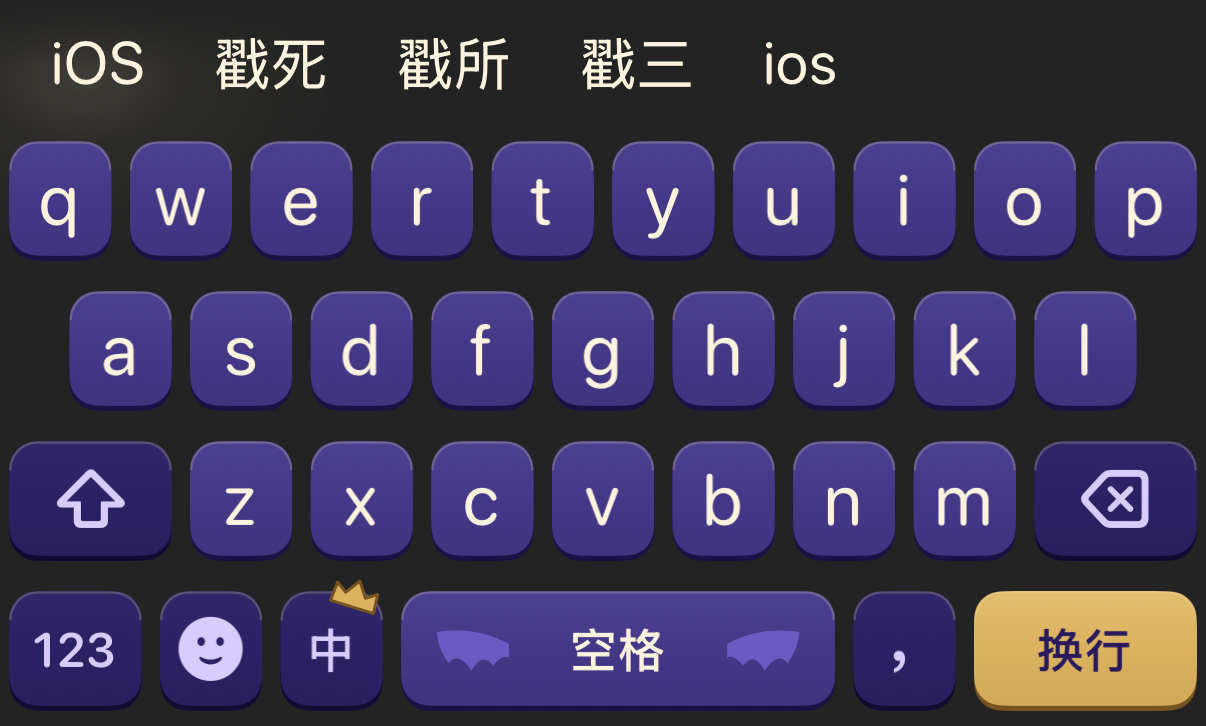 iOS 戳死 戳所 戳三 ios
q w e r t y u i o p
a s d f g h j k l
z x c v b n m
123 中 空格 ， 换行